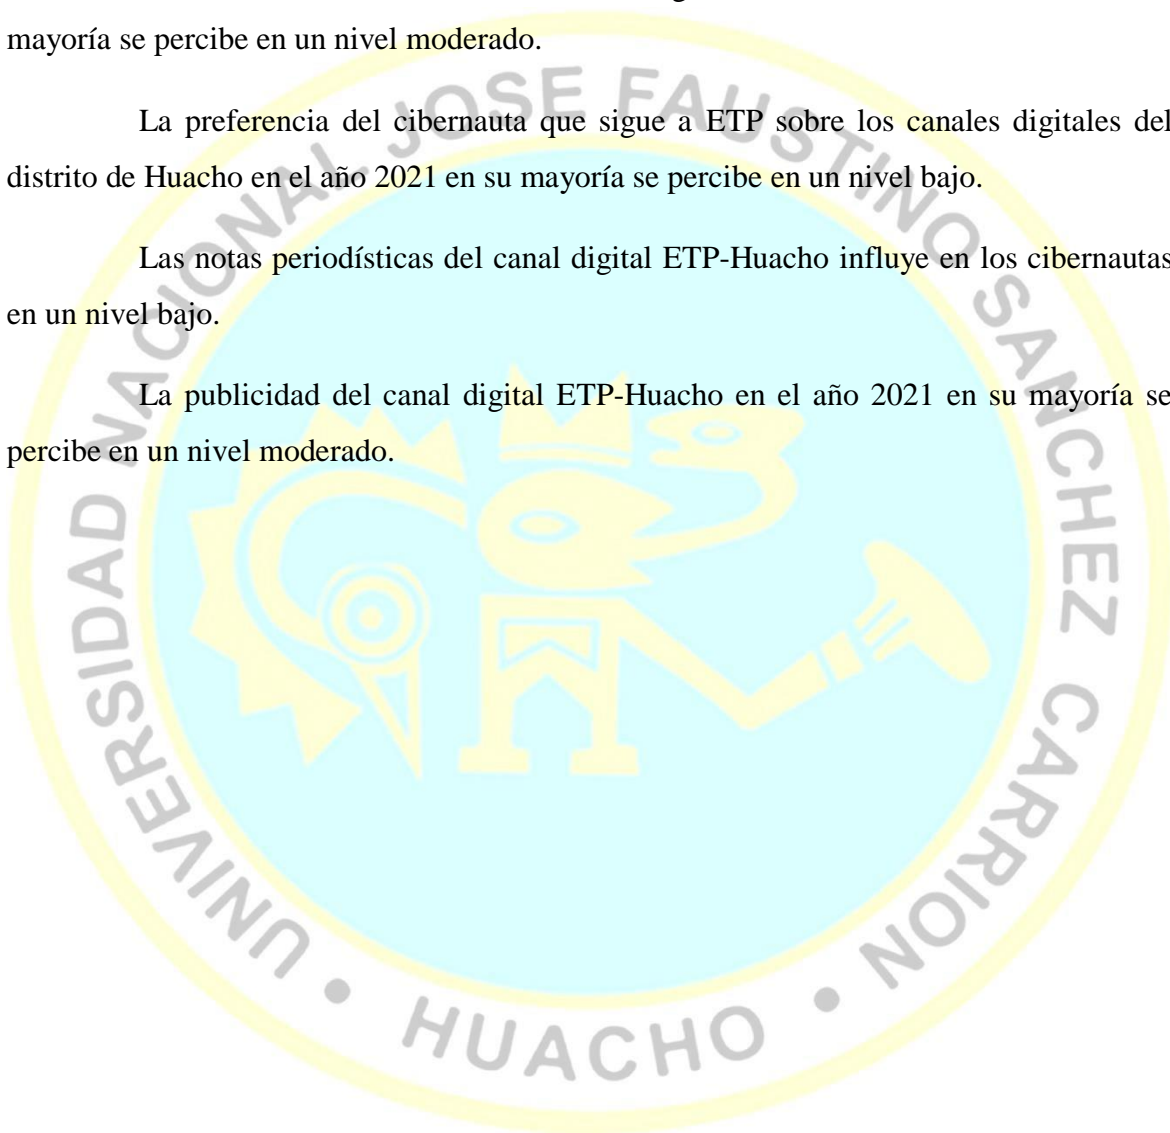 mayoría se percibe en un nivel moderado.
La preferencia del cibernauta que sigue a ETP sobre los canales digitales del
distrito de Huacho en el año 2021 en su mayoría se percibe en un nivel bajo.
Las notas periodísticas del canal digital ETP-Huacho influye en los cibernautas
en un nivel bajo.
La publicidad del canal digital ETP-Huacho en el año 2021 en su mayoría se
percibe en un nivel moderado.
UNIVERSIDAD NACIONAL JOSE FAUSTINO SANCHEZ CARRION • HUACHO •